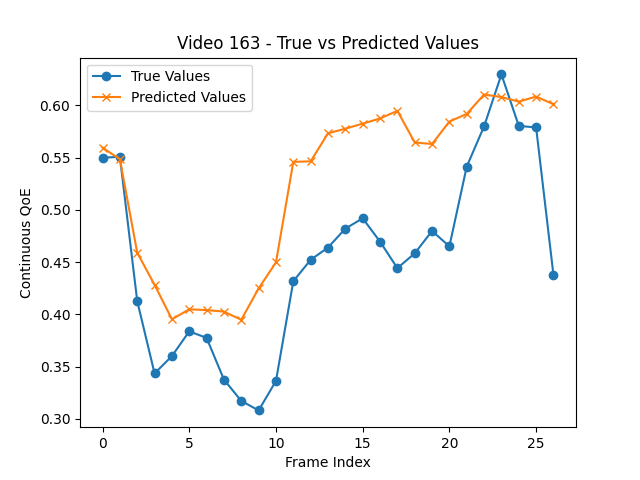 Video 163 - True vs Predicted Values
True Values
Predicted Values
Continuous QoE
0.60
0.55
0.50
0.45
0.40
0.35
0.30
0 5 10 15 20 25
Frame Index